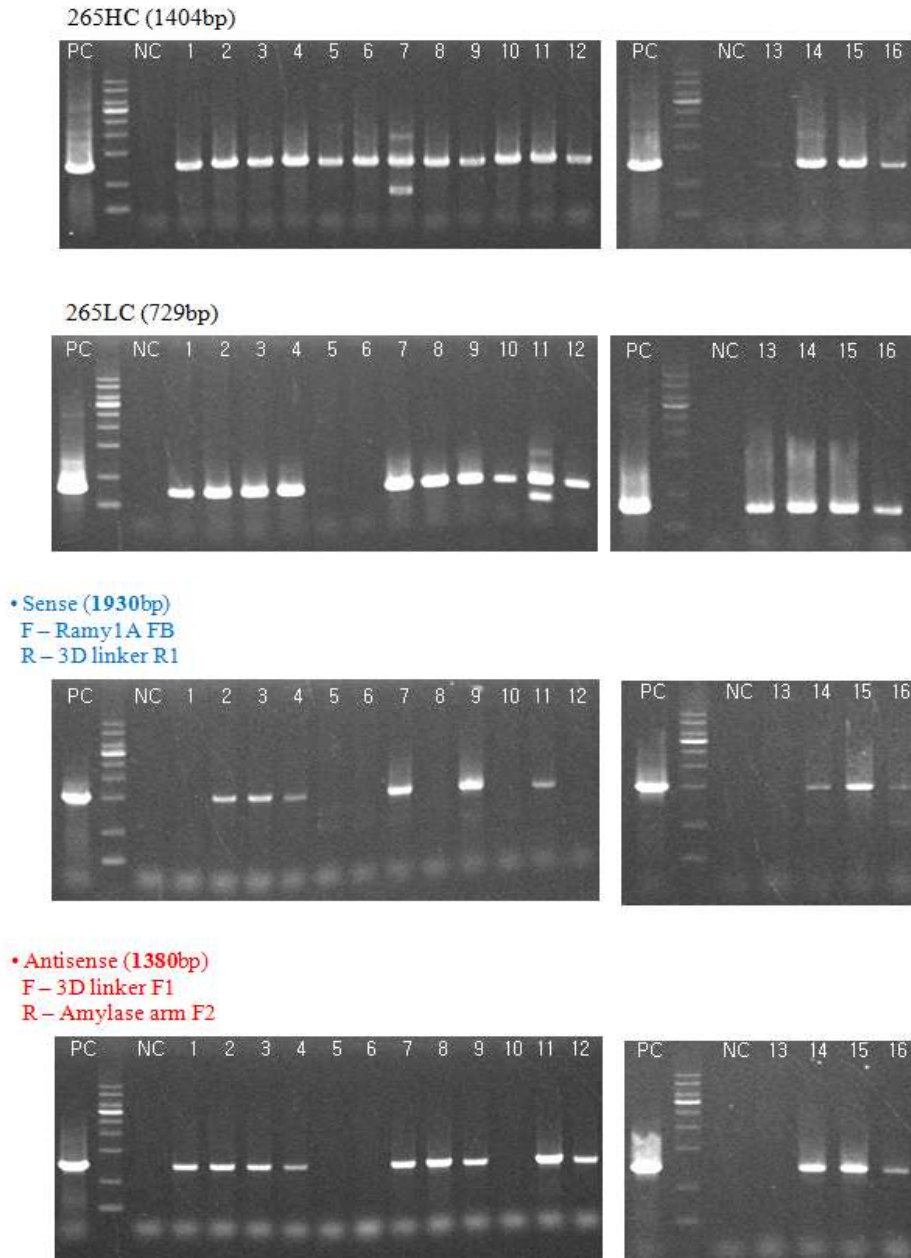 265HC (1404bp)
PC NC 1 2 3 4 5 6 7 8 9 10 11 12 PC NC 13 14 15 16
265LC (729bp)
PC NC 1 2 3 4 5 6 7 8 9 10 11 12 PC NC 13 14 15 16
• Sense (1930bp)
F – Ramy1A FB
R – 3D linker R1
PC NC 1 2 3 4 5 6 7 8 9 10 11 12 PC NC 13 14 15 16
• Antisense (1380bp)
F – 3D linker F1
R – Amylase arm F2
PC NC 1 2 3 4 5 6 7 8 9 10 11 12 PC NC 13 14 15 16